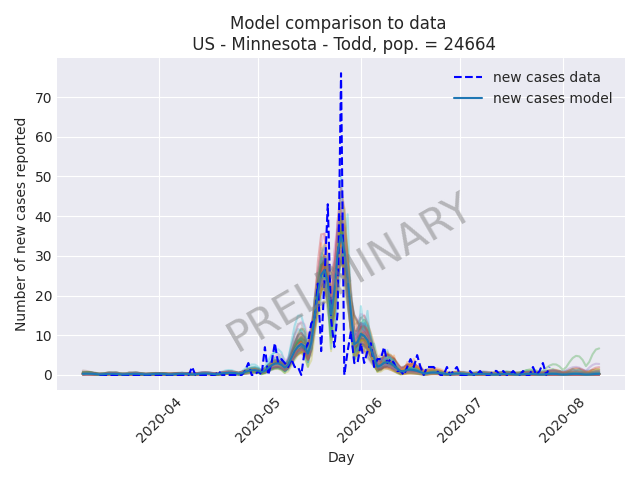 Model comparison to data
US - Minnesota - Todd, pop. = 24664
new cases data
new cases model
Number of new cases reported
70
60
50
40
30
20
10
0
PRELIMINARY
2020-04
2020-05
2020-06
2020-07
2020-08
Day